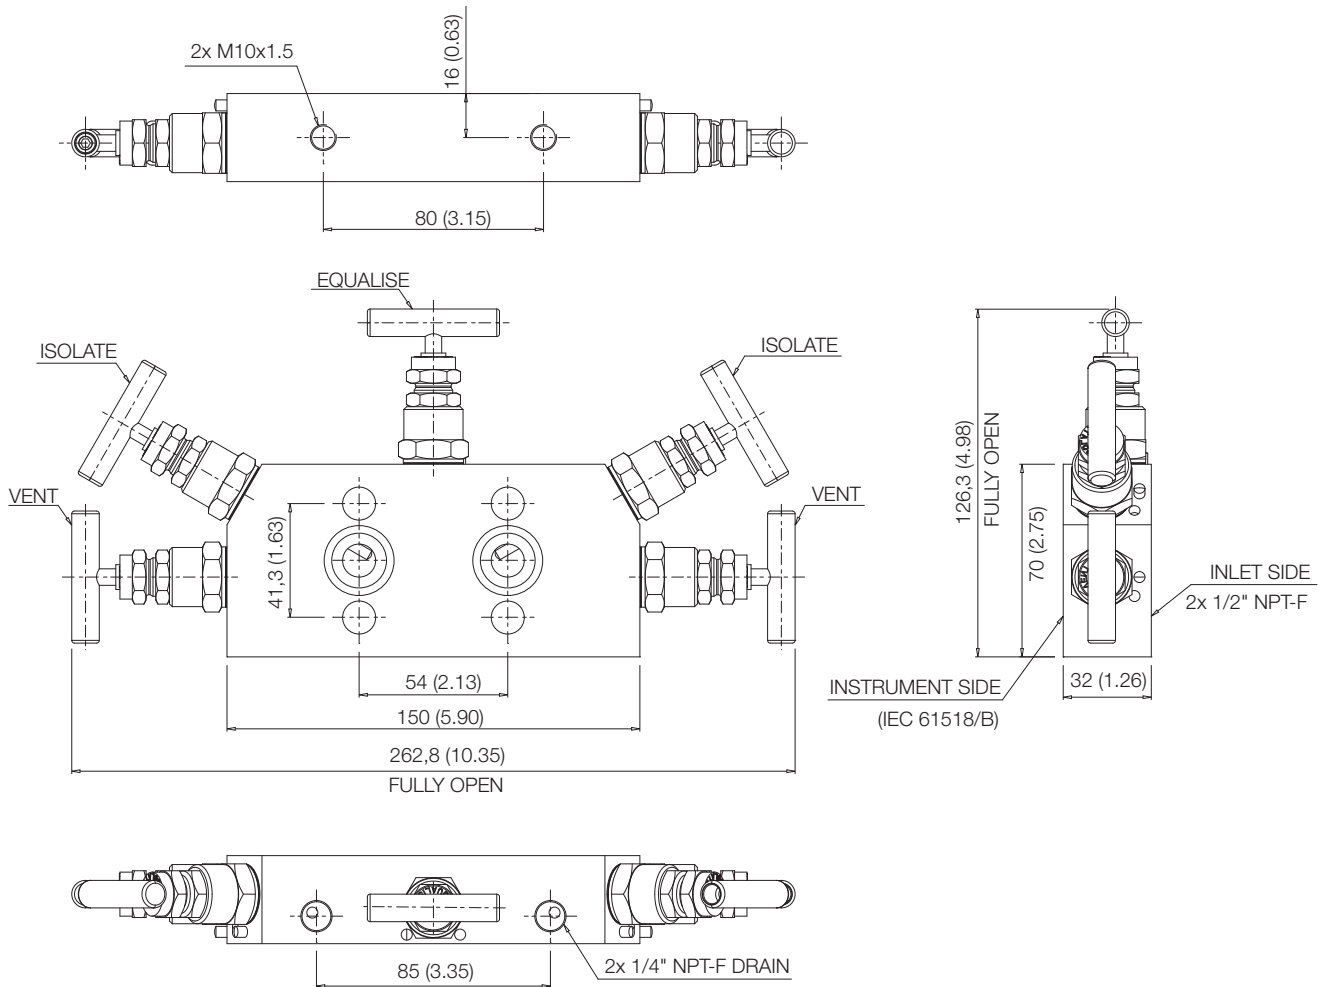 2x M10x1.5
16 (0.63)
80 (3.15)
EQUALISE
ISOLATE
ISOLATE
VENT
VENT
41,3 (1.63)
54 (2.13)
150 (5.90)
262,8 (10.35)
FULLY OPEN
126,3 (4.98)
FULLY OPEN
70 (2.75)
INLET SIDE
2x 1/2" NPT-F
32 (1.26)
INSTRUMENT SIDE
(IEC 61518/B)
2x 1/4" NPT-F DRAIN
85 (3.35)